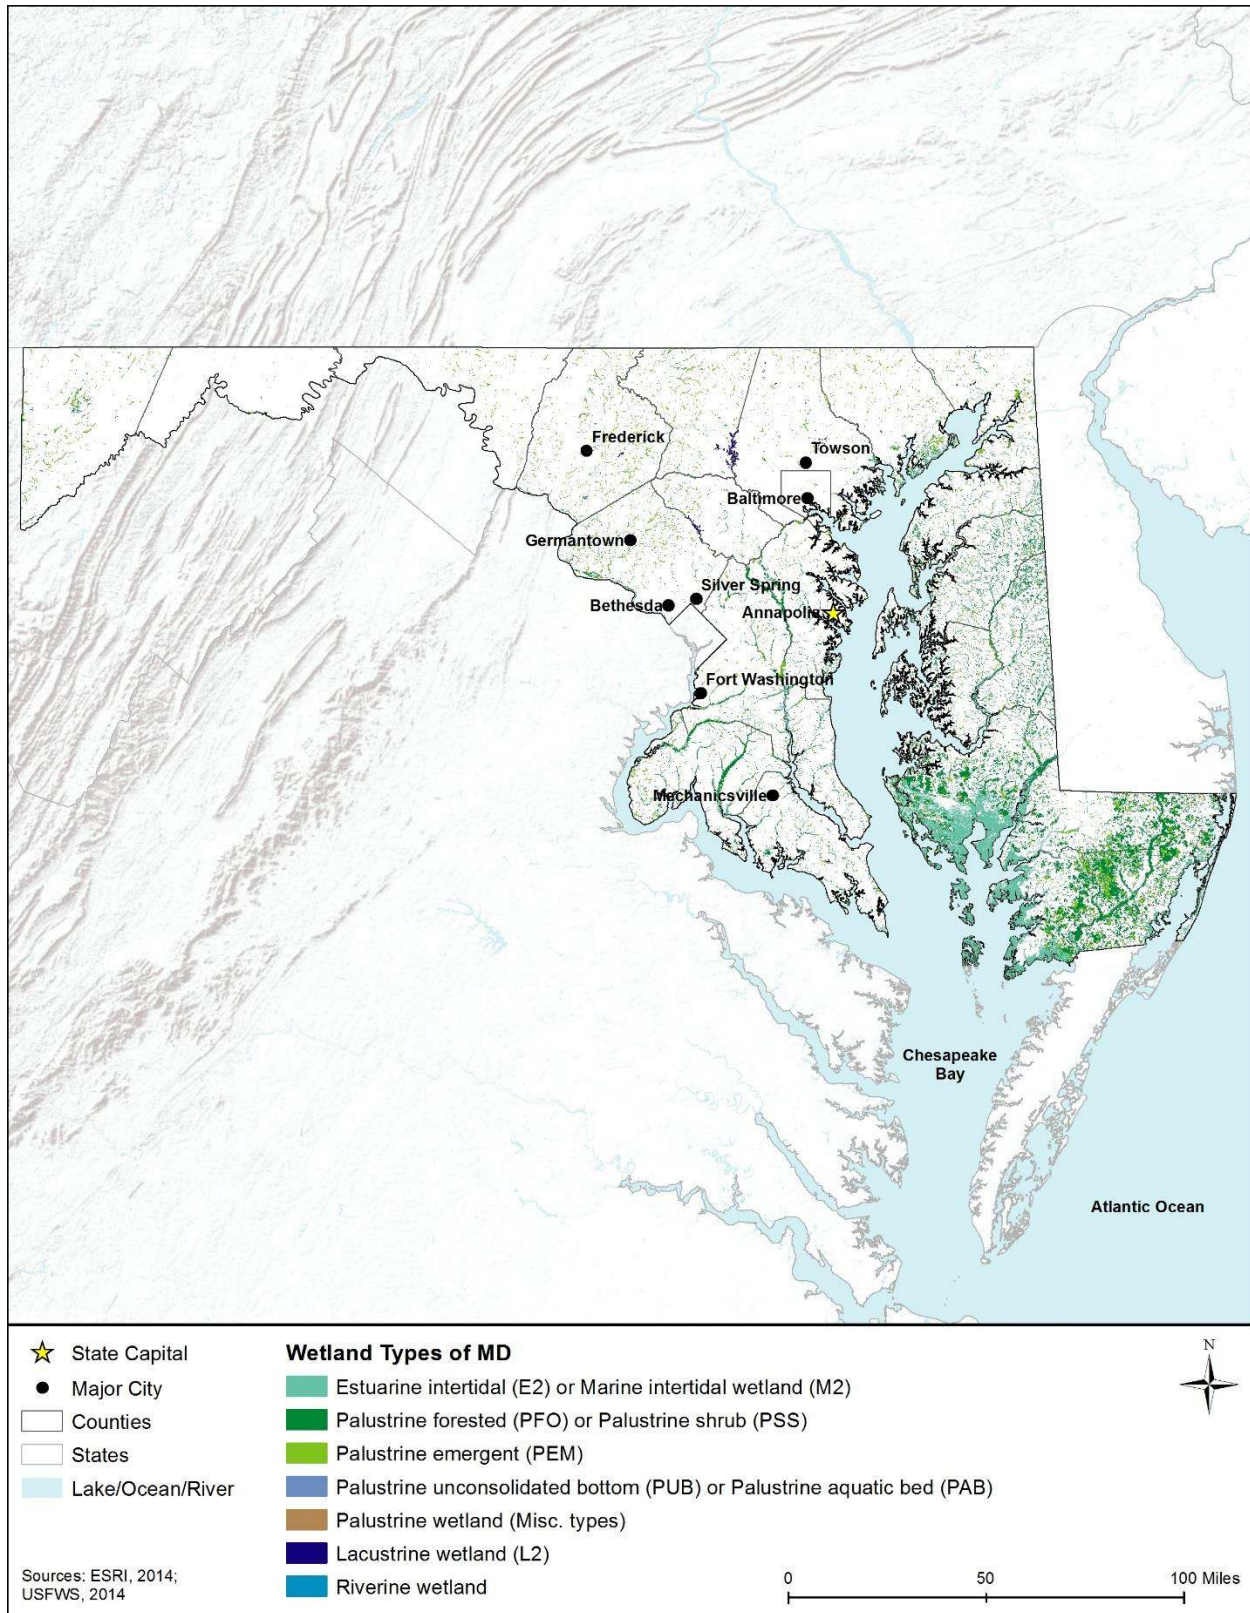 Frederick
Towson
Baltimore
Germantown
Silver Spring
Bethesda
Annapolis
Fort Washington
Mechanicsville
Chesapeake
Bay
Atlantic Ocean
State Capital
Major City
Counties
States
Lake/Ocean/River
Sources: ESRI, 2014;
USFWS, 2014
Wetland Types of MD
Estuarine intertidal (E2) or Marine intertidal wetland (M2)
Palustrine forested (PFO) or Palustrine shrub (PSS)
Palustrine emergent (PEM)
Palustrine unconsolidated bottom (PUB) or Palustrine aquatic bed (PAB)
Palustrine wetland (Misc. types)
Lacustrine wetland (L2)
Riverine wetland
N
0 50 100 Miles